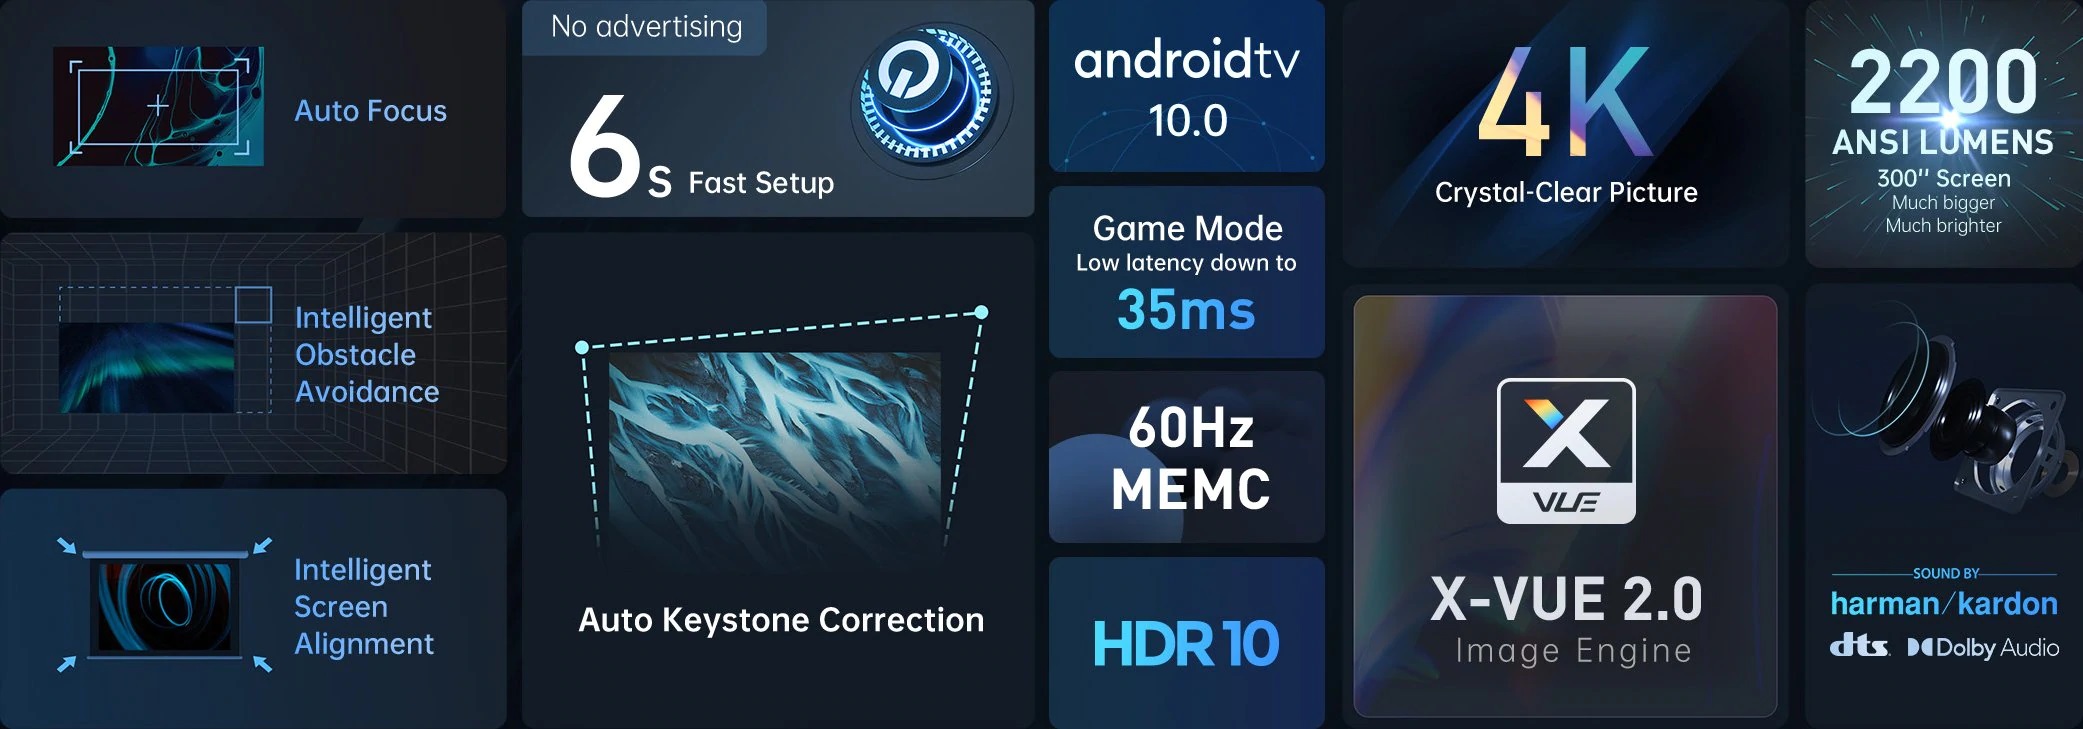 Auto Focus
Intelligent
Obstacle
Avoidance
Intelligent
Screen
Alignment
No advertising
6s Fast Setup
Auto Keystone Correction
androidtv
10.0
Game Mode
Low latency down to
35ms
60Hz
MEMC
HDR10
4K
Crystal-Clear Picture
X
VUE
X-VUE 2.0
Image Engine
2200
ANSI LUMENS
300'' Screen
Much bigger
Much brighter
SOUND BY
harman/kardon
dts Dolby Audio